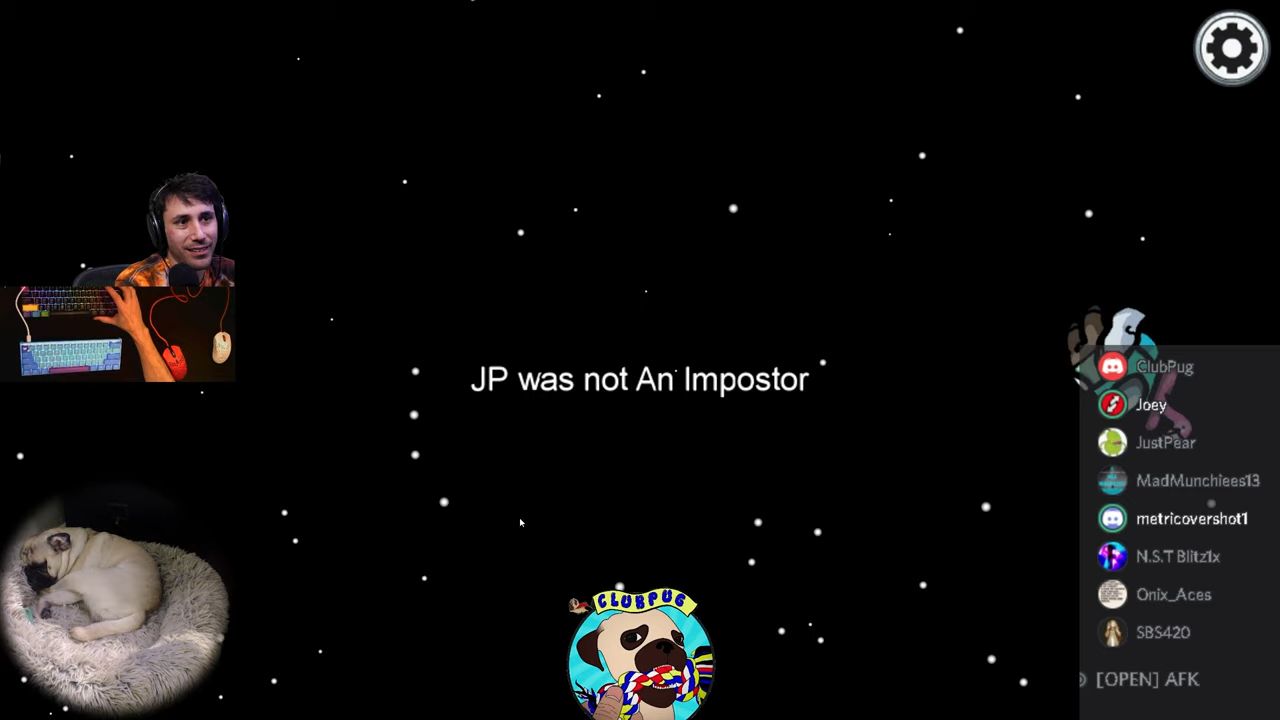 JP was not An Impostor
ClubPug
Joey
JustPear
MadMunchiees13
metricovershot1
N.S.T Blitz1x
Onix_Aces
SBS420
[OPEN] AFK
CLUBPUG